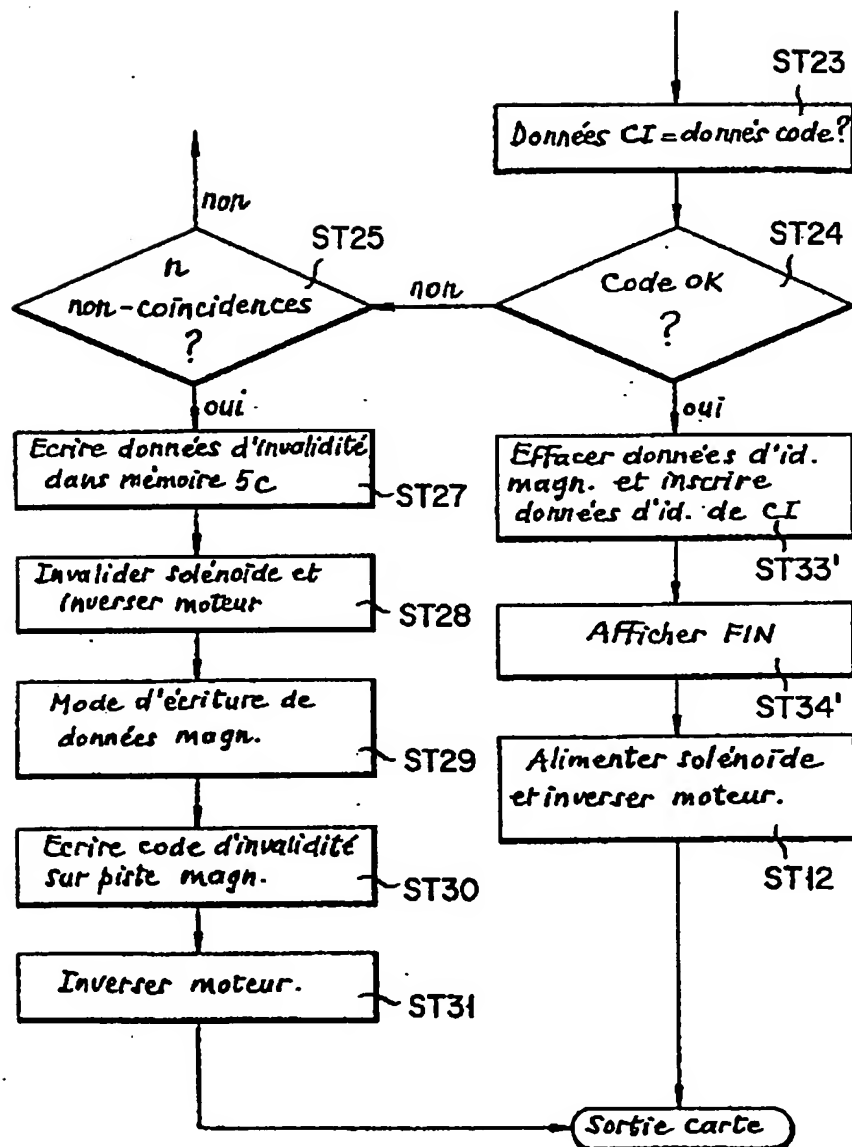 ST23
Données CI = donnés code?
ST24
Code OK
?
non
oui
ST25
n
non-coïncidences
?
non
oui
Ecrire données d'invalidité
dans mémoire 5c
ST27
Invalider solénoïde et
inverser moteur
ST28
Mode d'écriture de
données magn.
ST29
Ecrire code d'invalidité
sur piste magn.
ST30
Inverser moteur.
ST31
Effacer données d'id.
magn. et inscrire
données d'id. de CI
ST33'
Afficher FIN
ST34'
Alimenter solénoïde
et inverser moteur.
ST12
Sortie carte